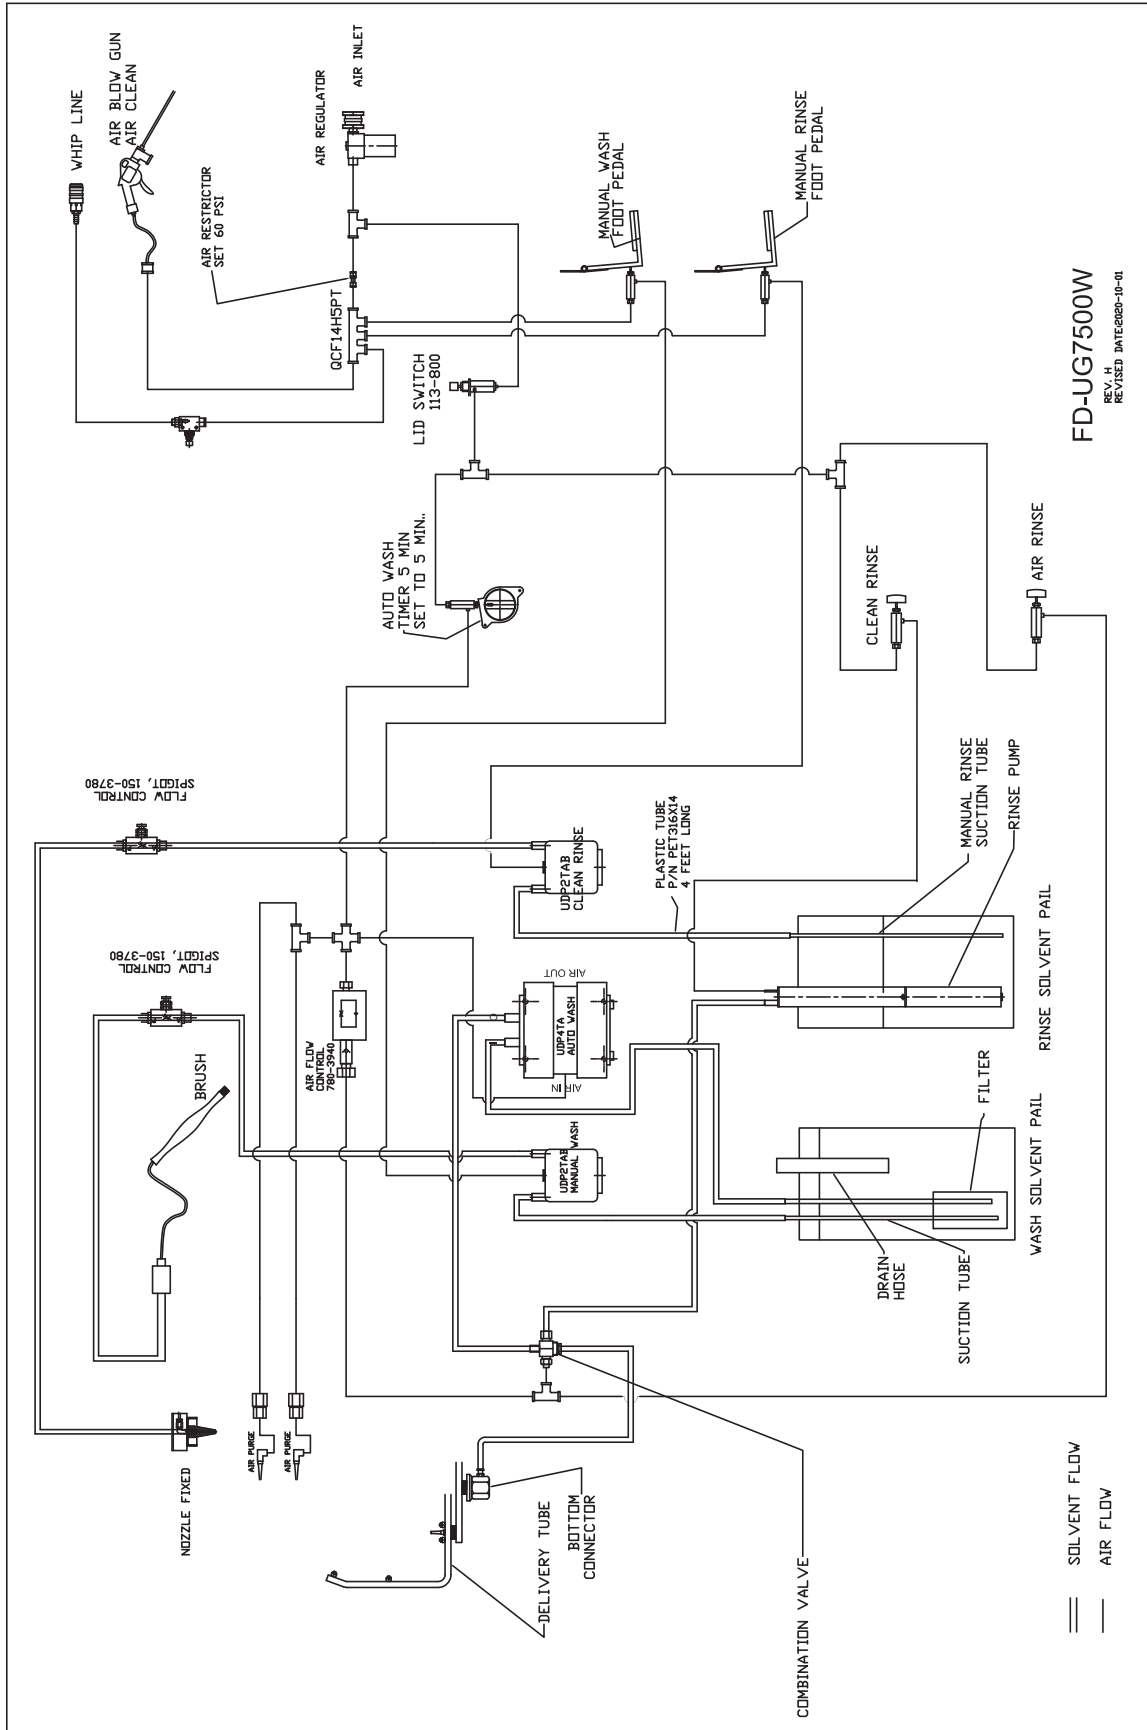 WHIP LINE
AIR BLOW GUN
AIR CLEAN
AIR REGULATOR
AIR INLET
AIR RESTRICTOR
SET 60 PSI
QCF14H5PT
MANUAL WASH
FOOT PEDAL
MANUAL RINSE
FOOT PEDAL
LID SWITCH
113-800
AUTO WASH
TIMER 5 MIN
SET TO 5 MIN..
CLEAN RINSE
AIR RINSE
FD-UG7500W
REV. H
REVISED DATE:2020-10-01
FLOW CONTROL
SPIGOT, 150-3780
FLOW CONTROL
SPIGOT, 150-3780
BRUSH
AIR FLOW
CONTROL
780-3940
UDP2TAB
CLEAN RINSE
PLASTIC TUBE
P/N PET316X14
4 FEET LONG
MANUAL RINSE
SUCTION TUBE
RINSE PUMP
RINSE SOLVENT PAIL
AIR OUT
UDP4TA
AUTO WASH
AIR IN
UDP2TAB
MANUAL WASH
FILTER
WASH SOLVENT PAIL
DRAIN
HOSE
SUCTION TUBE
NOZZLE FIXED
AIR PURGE
AIR PURGE
BOTTOM
CONNECTOR
DELIVERY TUBE
COMBINATION VALVE
SOLVENT FLOW
AIR FLOW